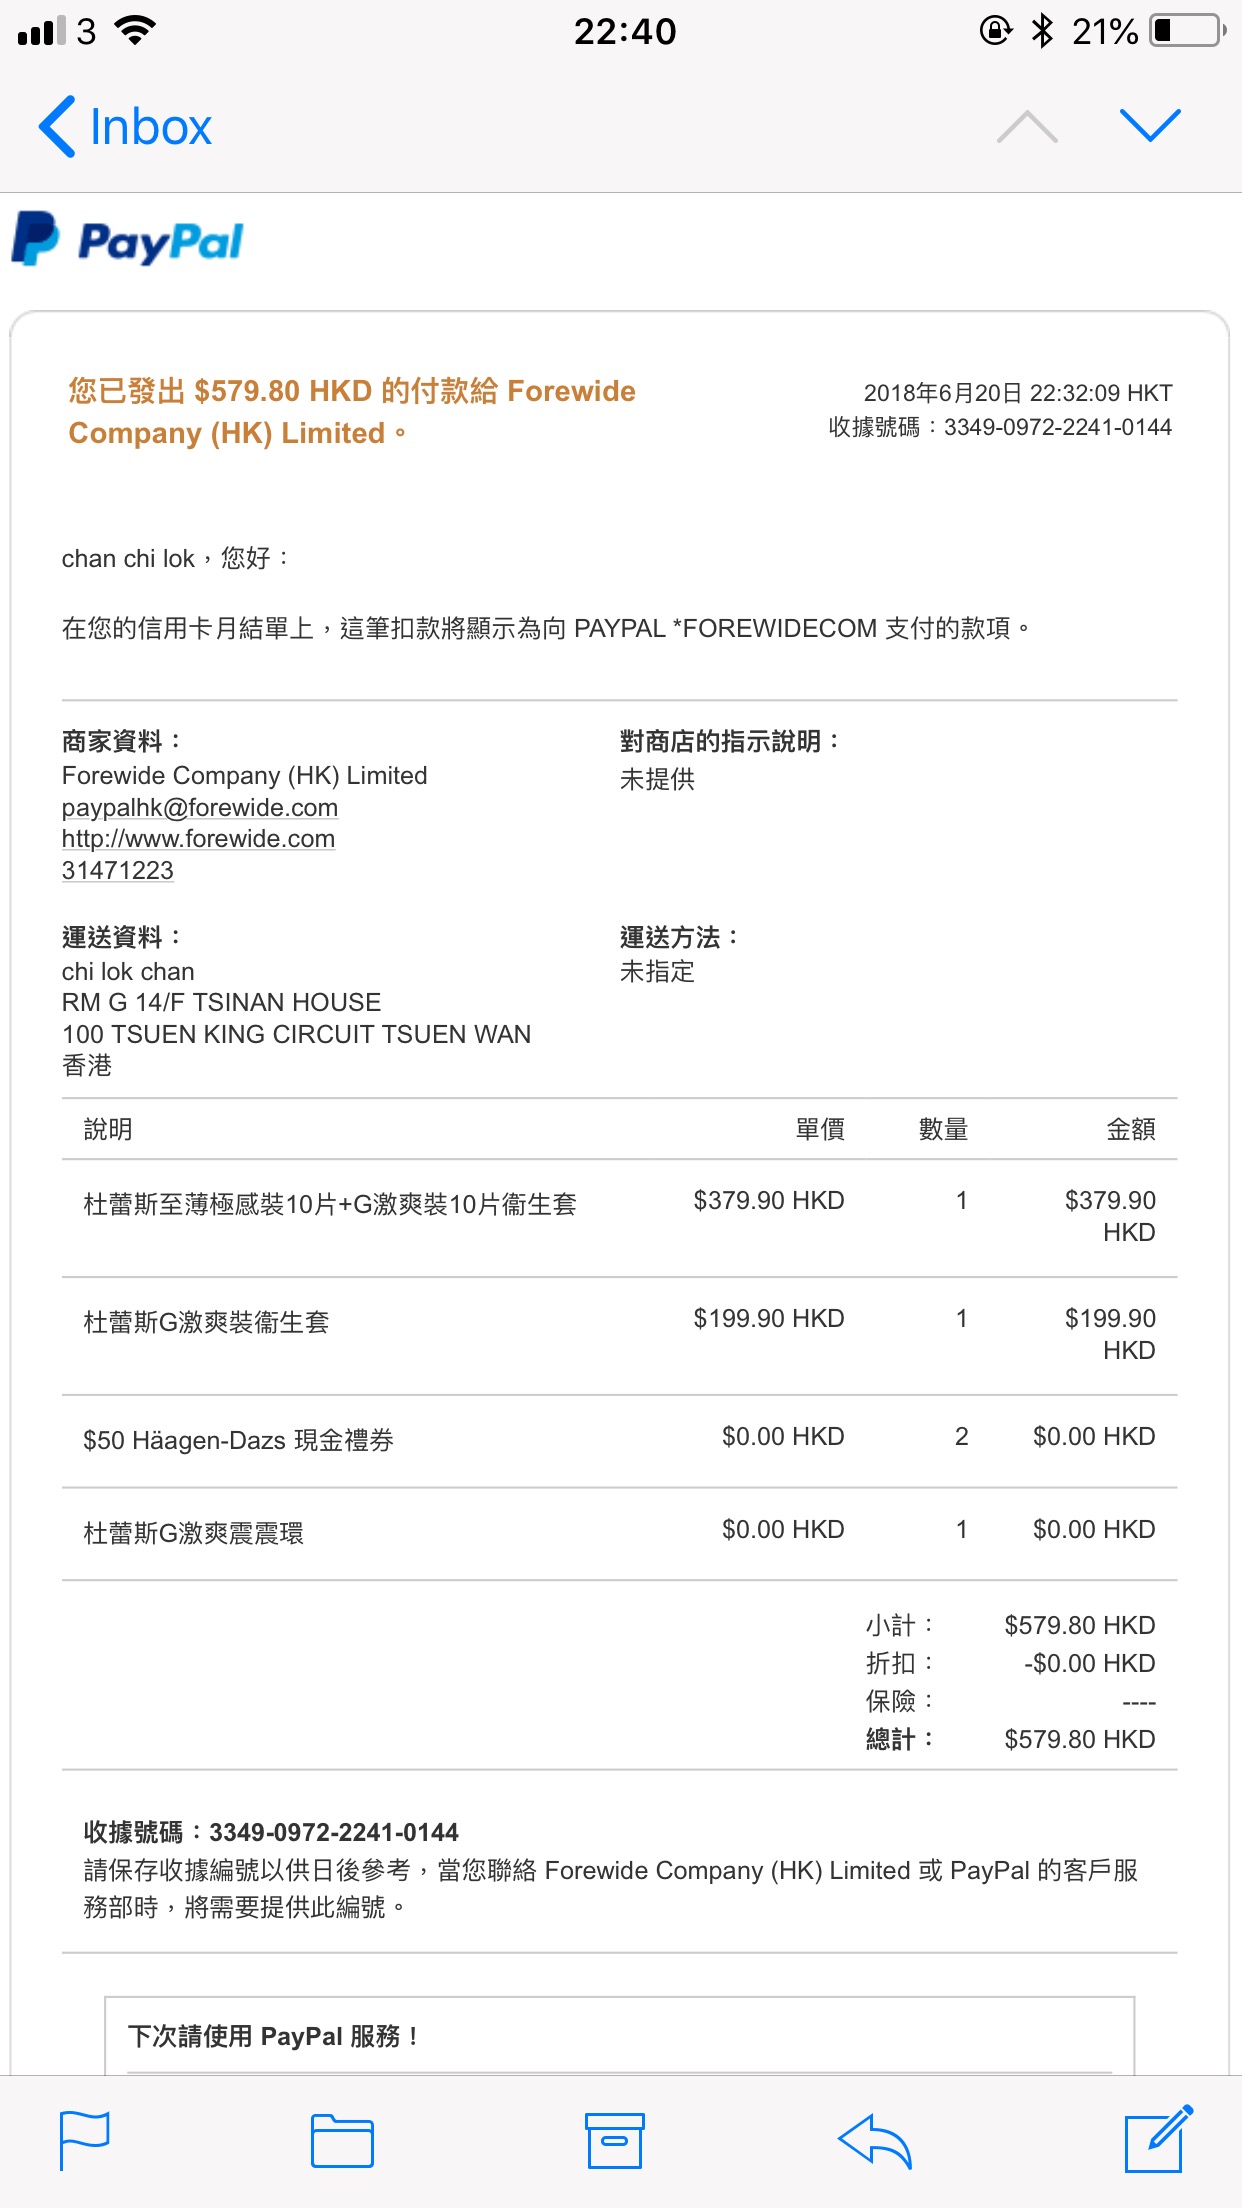 3
22:40
21%
Inbox
PayPal
您已發出 $579.80 HKD 的付款給 Forewide
Company (HK) Limited。
2018年6月20日 22:32:09 HKT
收據號碼：3349-0972-2241-0144
chan chi lok，您好：
在您的信用卡月結單上，這筆扣款將顯示為向 PAYPAL *FOREWIDECOM 支付的款項。
商家資料：
Forewide Company (HK) Limited
paypalhk@forewide.com
http://www.forewide.com
31471223
對商店的指示說明：
未提供
運送資料：
chi lok chan
RM G 14/F TSINAN HOUSE
100 TSUEN KING CIRCUIT TSUEN WAN
香港
運送方法：
未指定
說明 單價 數量 金額
杜蕾斯至薄極感裝10片+G激爽裝10片衞生套 $379.90 HKD 1 $379.90
HKD
杜蕾斯G激爽裝衞生套 $199.90 HKD 1 $199.90
HKD
$50 Häagen-Dazs 現金禮券 $0.00 HKD 2 $0.00 HKD
杜蕾斯G激爽震震環 $0.00 HKD 1 $0.00 HKD
小計： $579.80 HKD
折扣： -$0.00 HKD
保險： ----
總計： $579.80 HKD
收據號碼：3349-0972-2241-0144
請保存收據編號以供日後參考，當您聯絡 Forewide Company (HK) Limited 或 PayPal 的客戶服
務部時，將需要提供此編號。
下次請使用 PayPal 服務！